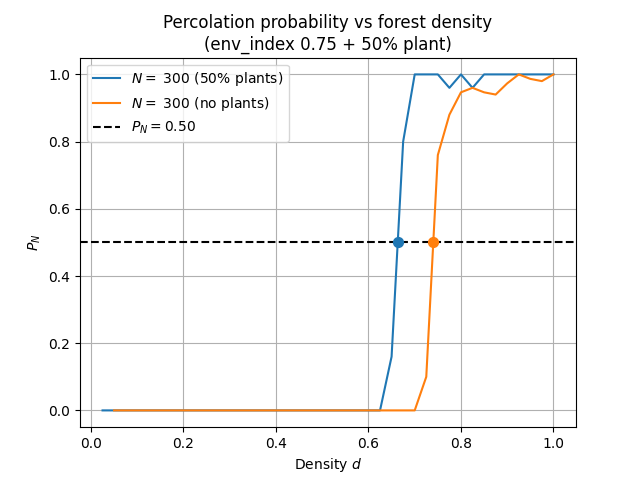 Percolation probability vs forest density
(env_index 0.75 + 50% plant)
N = 300 (50% plants)
N = 300 (no plants)
P_N = 0.50
1.0
0.8
0.6
0.4
0.2
0.0
P_N
0.0 0.2 0.4 0.6 0.8 1.0
Density d